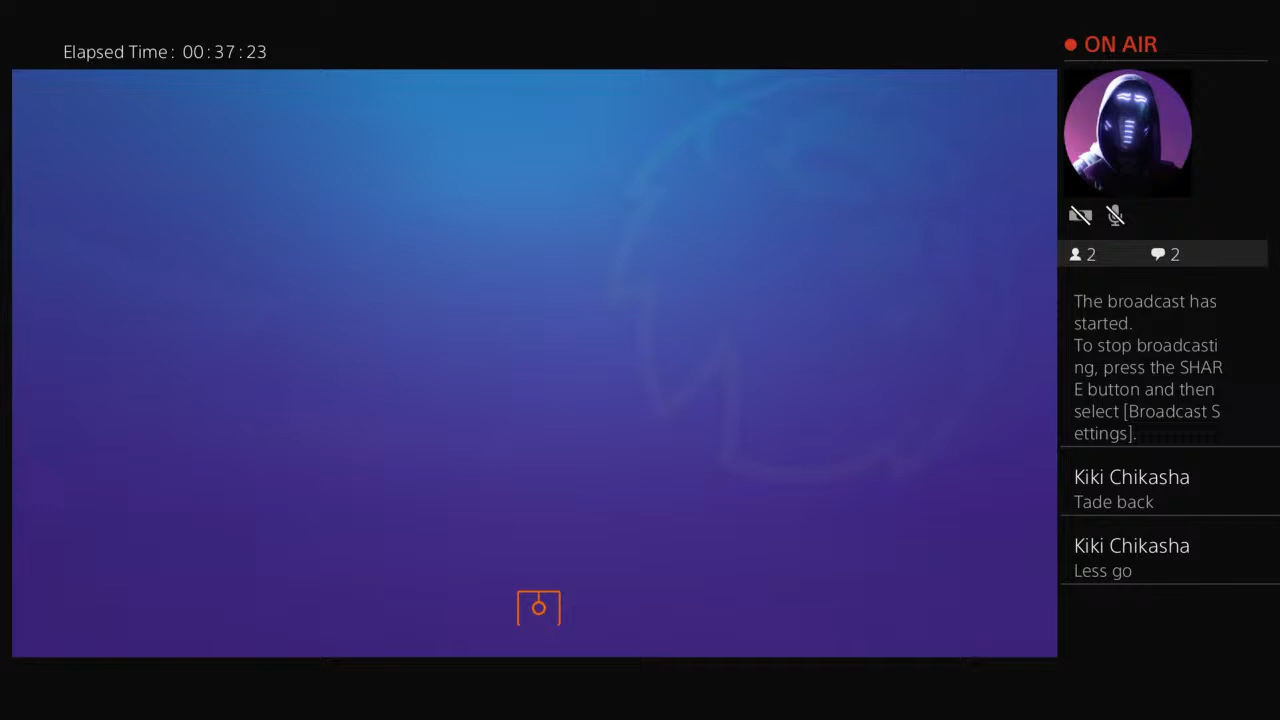 Elapsed Time: 00:37:23
ON AIR
2
2
The broadcast has
started.
To stop broadcasti
ng, press the SHAR
E button and then
select [Broadcast S
ettings].
Kiki Chikasha
Tade back
Kiki Chikasha
Less go